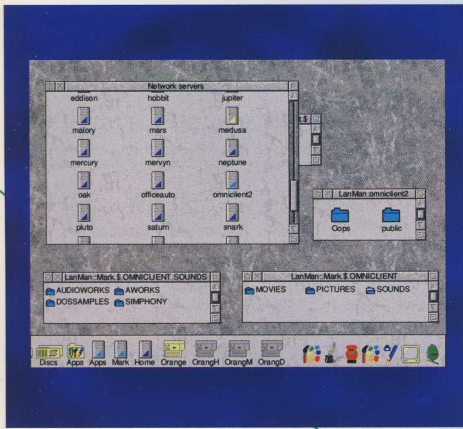 Network servers
eddison hobbit jupiter
malory mars medusa
mercury mervyn neptune
oak officeauto omniclient2
pluto saturn snark
LanMan:omniclient2
Oops public
LanMan::Mark.$.OMNICLIENT.SOUNDS
AUDIOWORKS AWORKS
DOSSAMPLES SIMPHONY
LanMan::Mark.$.OMNICLIENT
MOVIES PICTURES SOUNDS
Discs Apps Apps Mark Home Orange OrangH OrangM OrangD